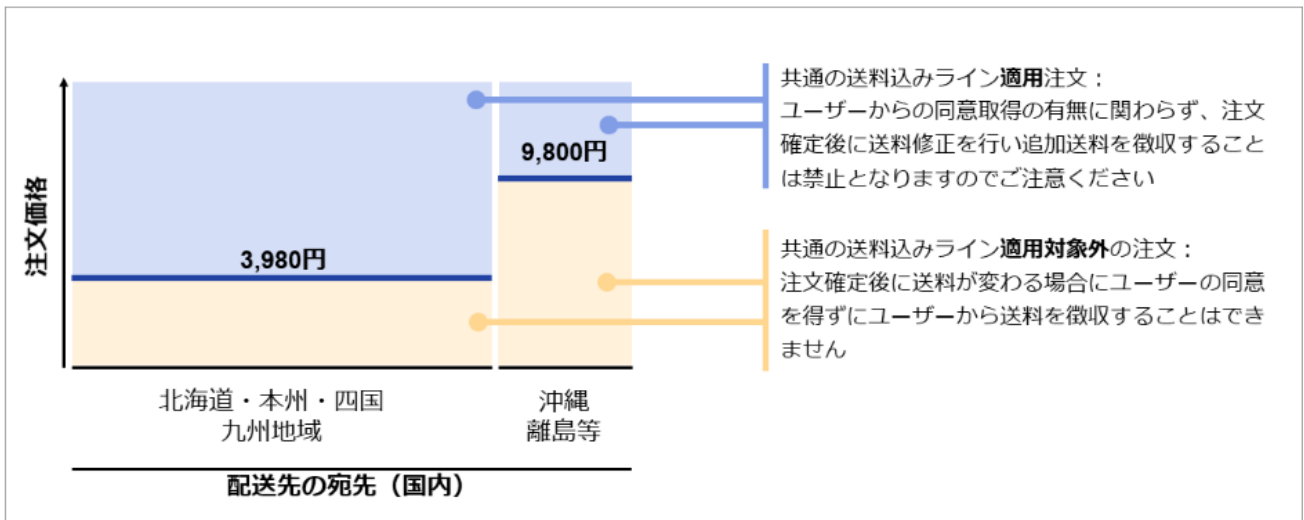 共通の送料込みライン適用注文：
ユーザーからの同意取得の有無に関わらず、注文
確定後に送料修正を行い追加送料を徴収すること
は禁止となりますのでご注意ください
9,800円
注文価格
3,980円
共通の送料込みライン適用対象外の注文：
注文確定後に送料が変わる場合にユーザーの同意
を得ずにユーザーから送料を徴収することはでき
ません
北海道・本州・四国
九州地域
沖縄
離島等
配送先の宛先（国内）